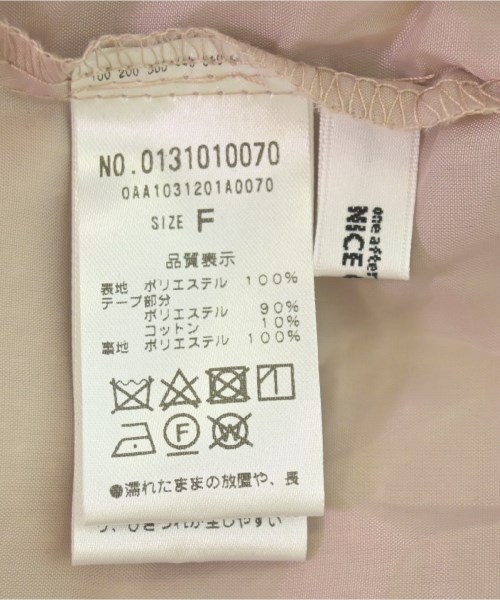 NO.0131010070
0AA1031201A0070
SIZE F
品質表示
表地 ポリエステル 100%
テープ部分
ポリエステル 90%
コットン 10%
裏地 ポリエステル 100%
F
W
●濡れたままの放置や、長
one after
NICE